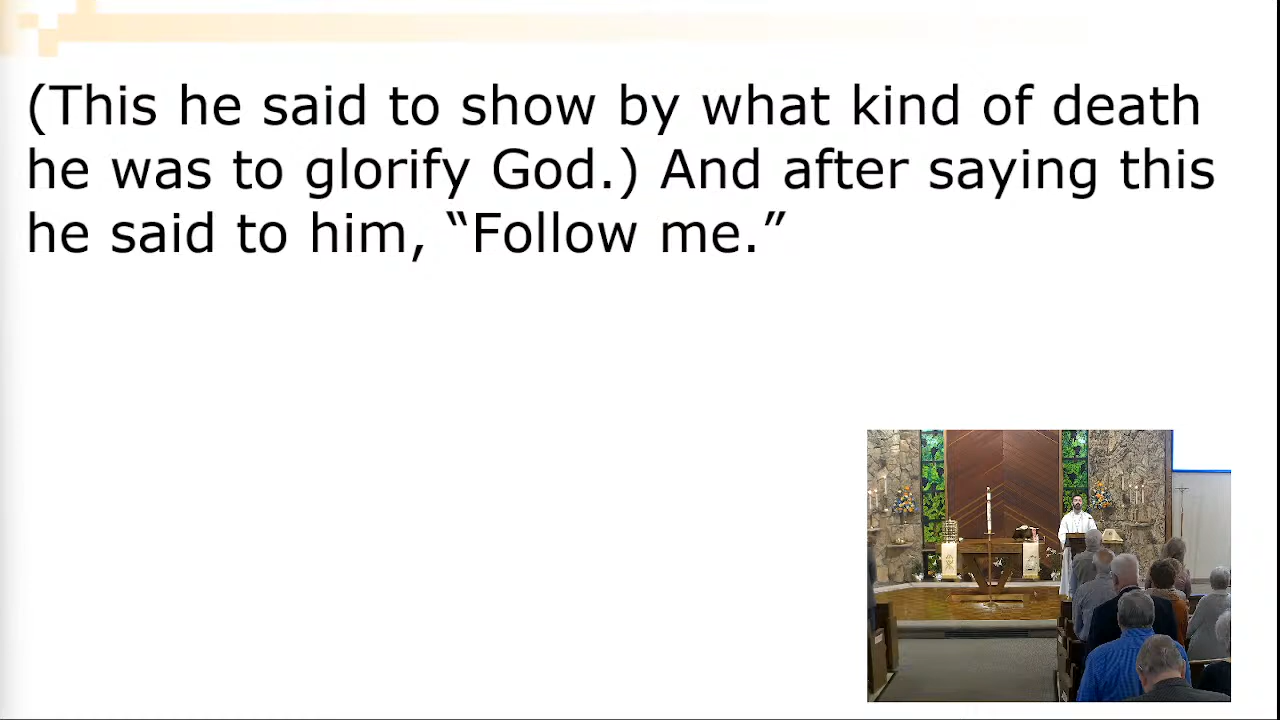 (This he said to show by what kind of death
he was to glorify God.) And after saying this
he said to him, “Follow me.”